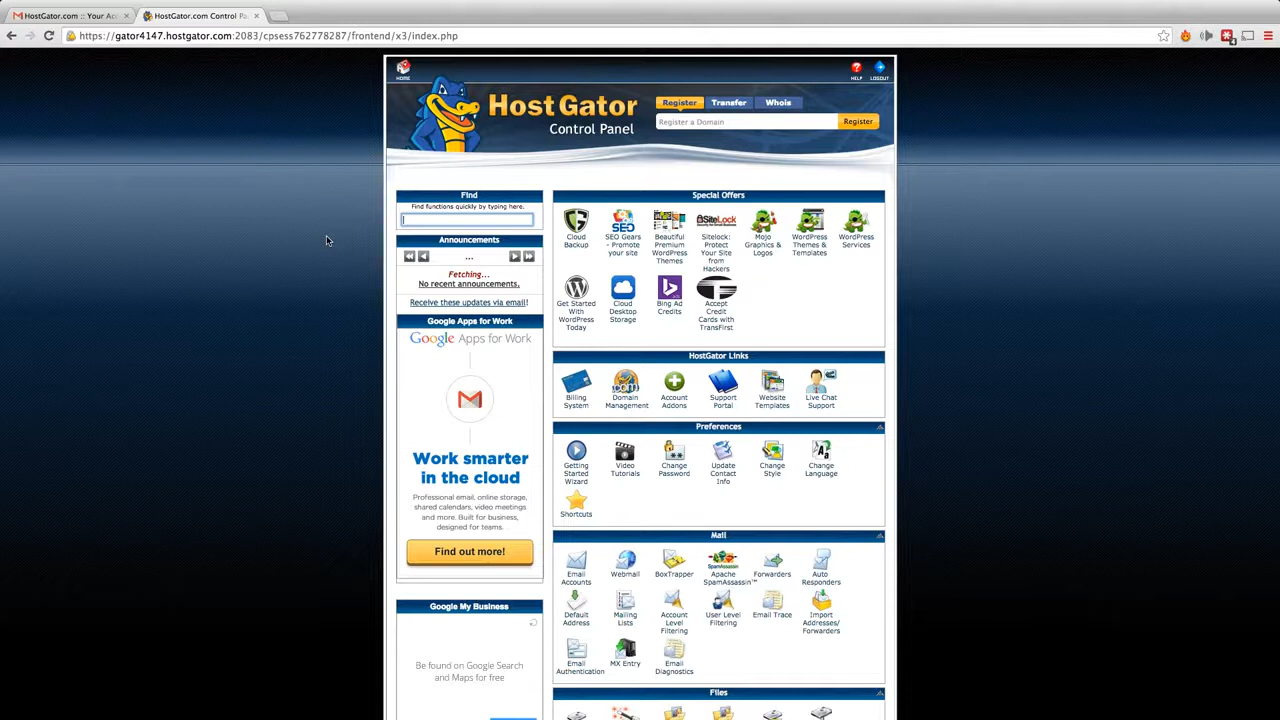 HostGator.com :: Your Acc
HostGator.com Control Pa
https://gator4147.hostgator.com:2083/cpsess762778287/frontend/x3/index.php
HOME
HELP
LOGOUT
HostGator
Control Panel
Register
Transfer
Whois
Register a Domain
Register
Find
Find functions quickly by typing here.
Announcements
...
Fetching...
No recent announcements.
Receive these updates via email!
Google Apps for Work
Google Apps for Work
Work smarter
in the cloud
Professional email, online storage,
shared calendars, video meetings
and more. Built for business,
designed for teams.
Find out more!
Google My Business
Be found on Google Search
and Maps for free
Special Offers
Cloud
Backup
SEO
SEO Gears
- Promote
your site
Beautiful
Premium
WordPress
Themes
SiteLock
Sitelock:
Protect
Your Site
from
Hackers
Mojo
Graphics &
Logos
WordPress
Themes &
Templates
WordPress
Services
Get Started
With
WordPress
Today
Cloud
Desktop
Storage
Bing Ad
Credits
Accept
Credit
Cards with
TransFirst
HostGator Links
Billing
System
.com
Domain
Management
Account
Addons
Support
Portal
Website
Templates
Live Chat
Support
Preferences
Getting
Started
Wizard
Video
Tutorials
Change
Password
Update
Contact
Info
Change
Style
Change
Language
Shortcuts
Mail
Email
Accounts
Webmail
BoxTrapper
SpamAssassin
Apache
SpamAssassin™
Forwarders
Auto
Responders
Default
Address
Mailing
Lists
Account
Level
Filtering
User Level
Filtering
Email Trace
Import
Addresses/
Forwarders
Email
Authentication
MX Entry
Email
Diagnostics
Files